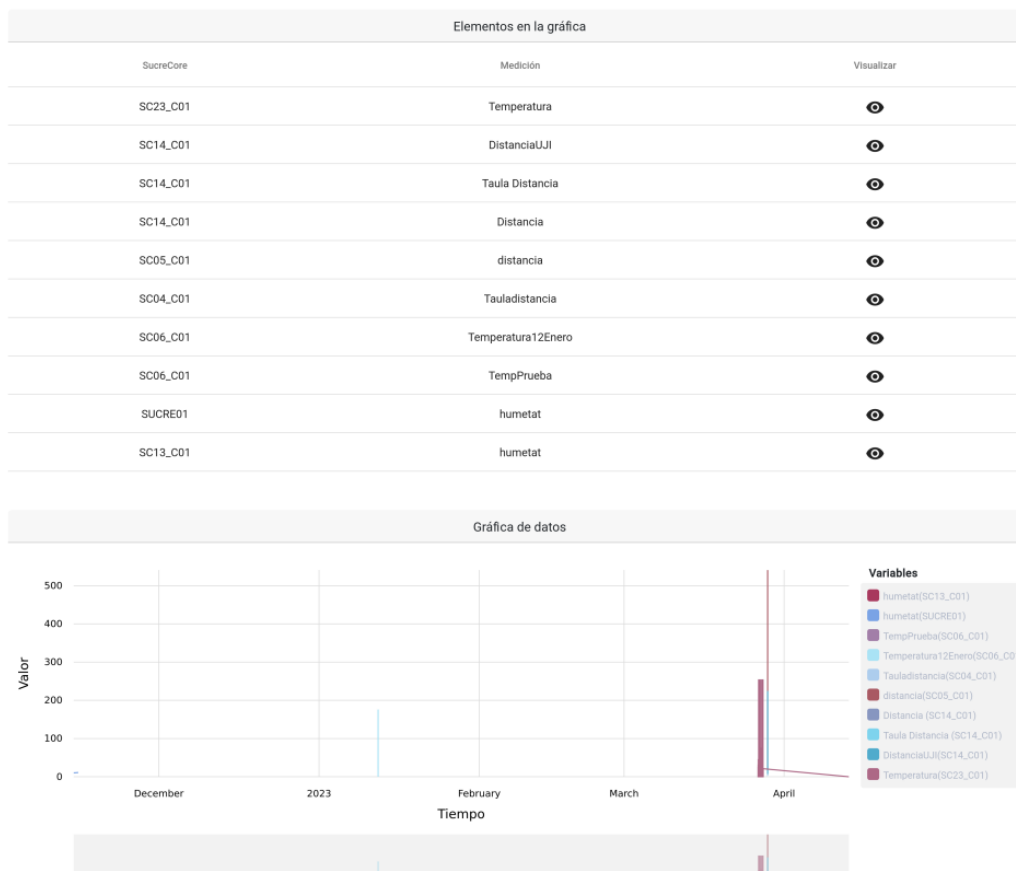 Elementos en la gráfica
SucreCore Medición Visualizar
SC23_C01 Temperatura
SC14_C01 DistanciaUJI
SC14_C01 Taula Distancia
SC14_C01 Distancia
SC05_C01 distancia
SC04_C01 Tauladistancia
SC06_C01 Temperatura12Enero
SC06_C01 TempPrueba
SUCRE01 humetat
SC13_C01 humetat
Gráfica de datos
Valor
500
400
300
200
100
0
December 2023 February March April
Tiempo
Variables
humetat(SC13_C01)
humetat(SUCRE01)
TempPrueba(SC06_C01)
Temperatura12Enero(SC06_C0
Tauladistancia(SC04_C01)
distancia(SC05_C01)
Distancia (SC14_C01)
Taula Distancia (SC14_C01)
DistanciaUJI(SC14_C01)
Temperatura(SC23_C01)